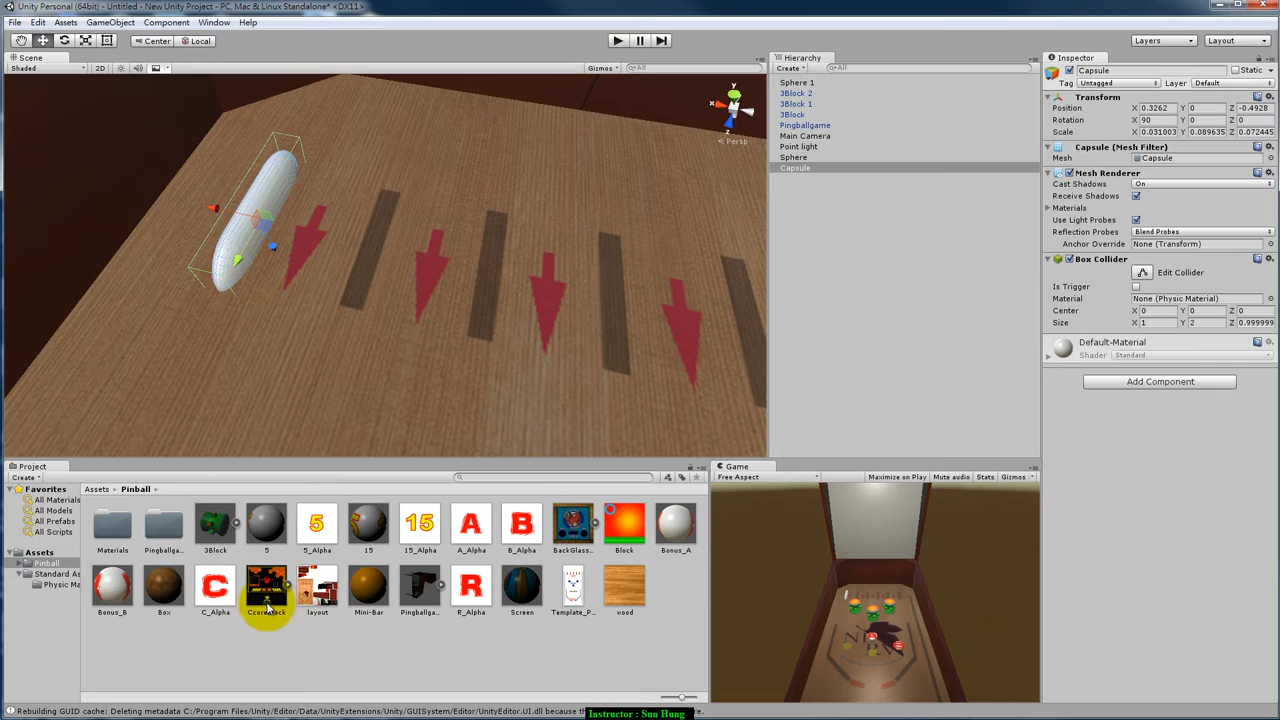 Unity Personal (64bit) - Untitled - New Unity Project - PC, Mac & Linux Standalone* <DX11>
File Edit Assets GameObject Component Window Help
Center Local Layers Layout
Scene
Shaded 2D Gizmos All
Hierarchy
Create All
Sphere 1
3Block 2
3Block 1
3Block
Pingballgame
Main Camera
Point light
Sphere
Capsule
Inspector
Capsule Static
Tag Untagged Layer Default
Transform
Position X 0.3262 Y 0 Z -0.4928
Rotation X 90 Y 0 Z 0
Scale X 0.031003 Y 0.089635 Z 0.072445
Capsule (Mesh Filter)
Mesh Capsule
Mesh Renderer
Cast Shadows On
Receive Shadows
Materials
Use Light Probes
Reflection Probes Blend Probes
Anchor Override None (Transform)
Box Collider
Edit Collider
Is Trigger
Material None (Physic Material)
Center X 0 Y 0 Z 0
Size X 1 Y 2 Z 0.999999
Default-Material
Shader Standard
Add Component
y
x
z
Persp
Project
Create
Favorites
All Materials
All Models
All Prefabs
All Scripts
Assets
Pinball
Standard As
Physic Ma
Assets Pinball
5 15 A B
Materials Pingballga... 3Block 5 5_Alpha 15 15_Alpha A_Alpha B_Alpha BackGlass... Block Bonus_A
C R
Bonus_B Box C_Alpha layout Mini-Bar Pingballga... R_Alpha Screen Template_P... vood
Game
Free Aspect Maximize on Play Mute audio Stats Gizmos
Rebuilding GUID cache: Deleting metadata C:/Program Files/Unity/Editor/Data/UnityExtensions/Unity/GUISystem/Editor/UnityEditor.UI.dll because th
Instructor : Sun Hung